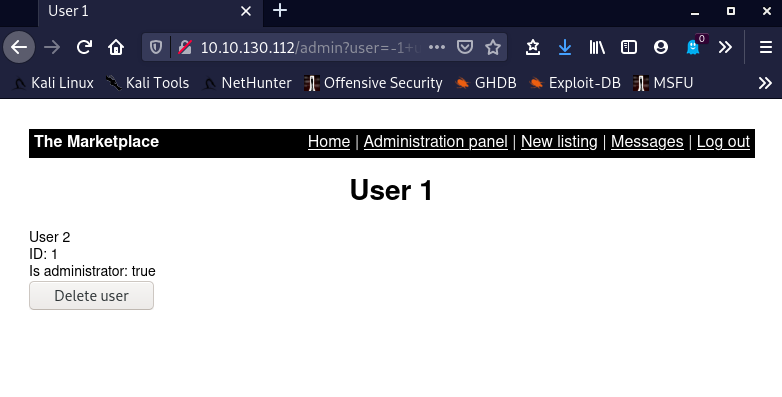 User 1
10.10.130.112/admin?user=-1+u
0
Kali Linux Kali Tools NetHunter Offensive Security GHDB Exploit-DB MSFU
The Marketplace Home | Administration panel | New listing | Messages | Log out
User 1
User 2
ID: 1
Is administrator: true
Delete user